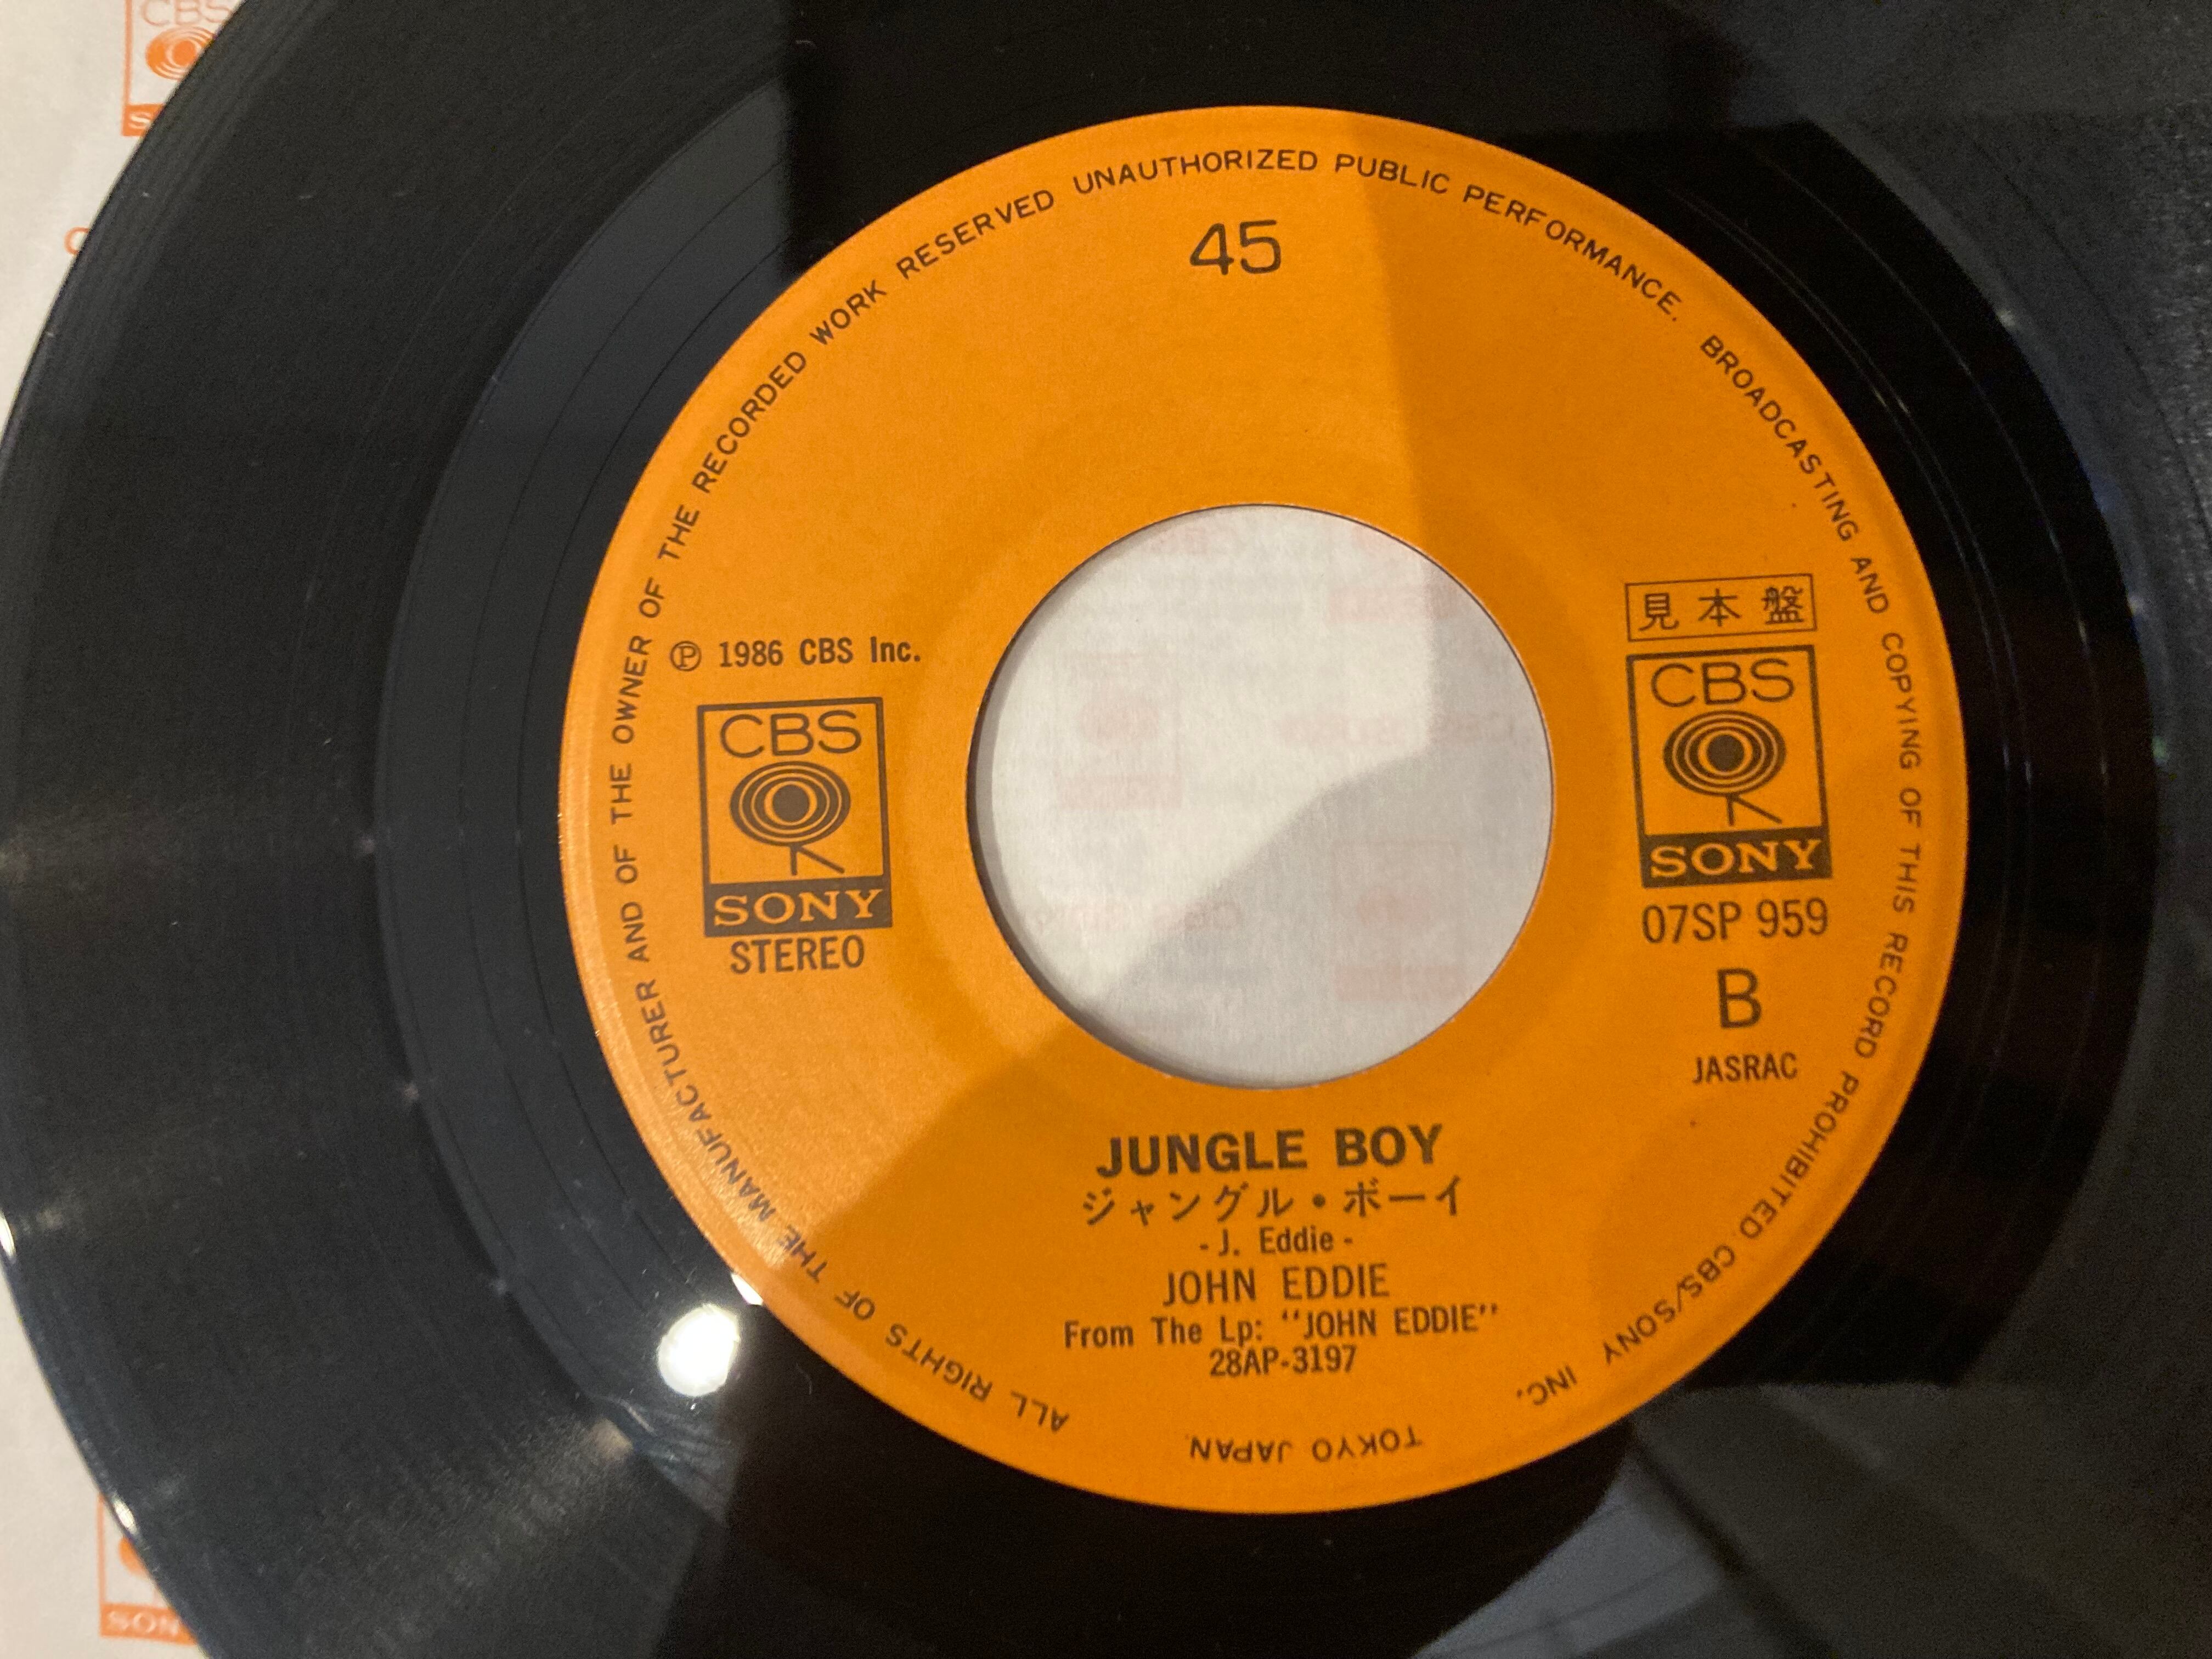 ALL RIGHTS OF THE MANUFACTURER AND OF THE OWNER OF THE RECORDED WORK RESERVED UNAUTHORIZED PUBLIC PERFORMANCE. BROADCASTING AND COPYING OF THIS RECORD PROHIBITED CBS/SONY INC.
TOKYO JAPAN
45
℗ 1986 CBS Inc.
CBS
SONY
STEREO
見本盤
CBS
SONY
07SP 959
B
JASRAC
JUNGLE BOY
ジャングル・ボーイ
- J. Eddie -
JOHN EDDIE
From The Lp: "JOHN EDDIE"
28AP-3197
CBS